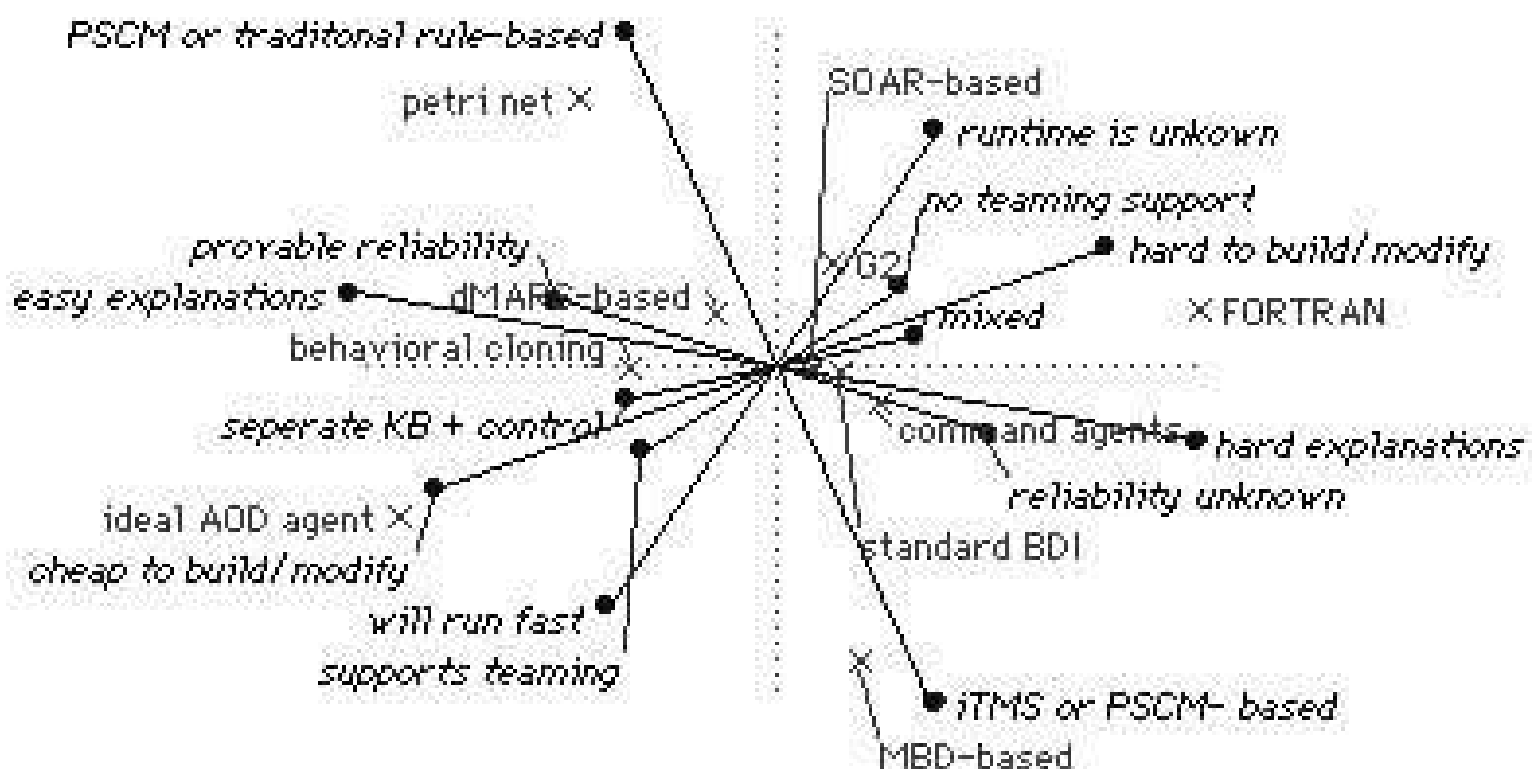 PSCM or traditonal rule-based
SOAR-based
petri net
runtime is unkown
no teaming support
provable reliability
hard to build/modify
G2
easy explanations
dMARS-based
mixed
FORTRAN
behavioral cloning
seperate KB + control
command agents
hard explanations
reliability unknown
ideal AOD agent
standard BDI
cheap to build/modify
will run fast
supports teaming
iTMS or PSCM- based
MBD-based